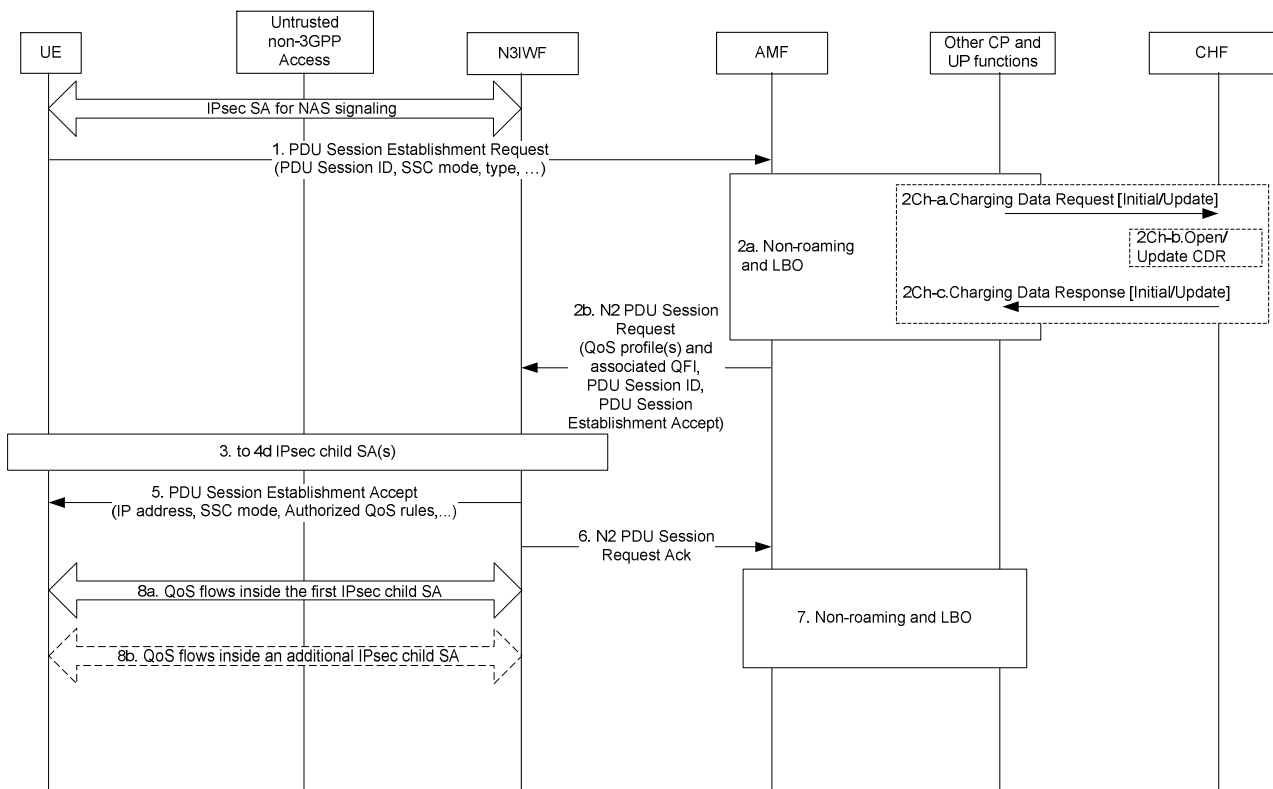 UE
Untrusted
non-3GPP
Access
N3IWF
AMF
Other CP and
UP functions
CHF
IPsec SA for NAS signaling
1. PDU Session Establishment Request
(PDU Session ID, SSC mode, type, ...)
2Ch-a.Charging Data Request [Initial/Update]
2a. Non-roaming
and LBO
2Ch-b.Open/
Update CDR
2Ch-c.Charging Data Response [Initial/Update]
2b. N2 PDU Session
Request
(QoS profile(s) and
associated QFI,
PDU Session ID,
PDU Session
Establishment Accept)
3. to 4d IPsec child SA(s)
5. PDU Session Establishment Accept
(IP address, SSC mode, Authorized QoS rules,...)
6. N2 PDU Session
Request Ack
8a. QoS flows inside the first IPsec child SA
7. Non-roaming and LBO
8b. QoS flows inside an additional IPsec child SA